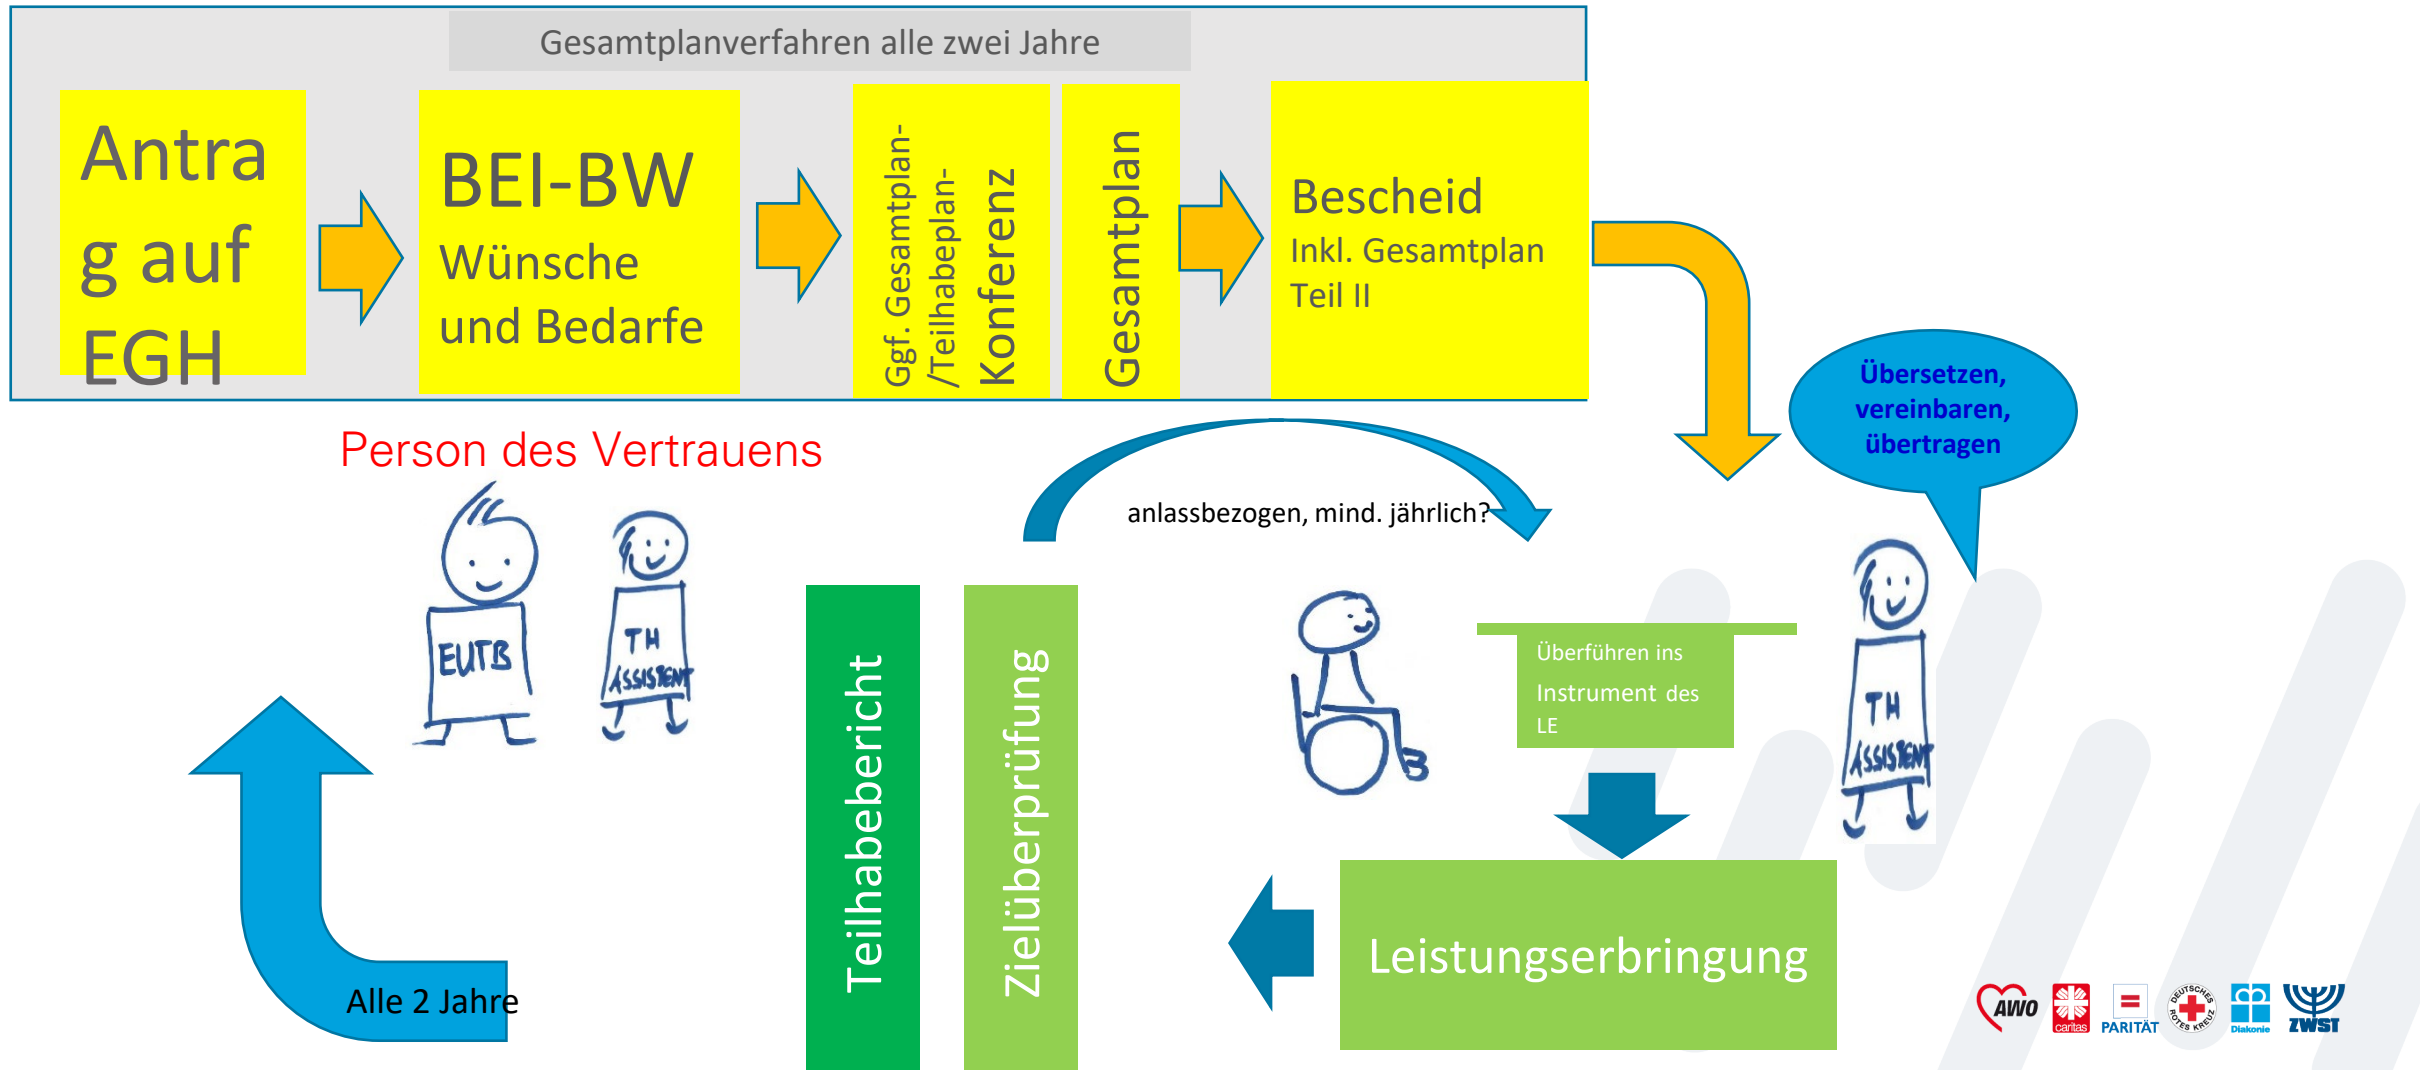 Gesamtplanverfahren alle zwei Jahre
Antra
g auf
EGH
BEI-BW
Wünsche
und Bedarfe
Ggf. Gesamtplan-
/Teilhabeplan-
Konferenz
Gesamtplan
Bescheid
Inkl. Gesamtplan
Teil II
Übersetzen,
vereinbaren,
übertragen
Person des Vertrauens
anlassbezogen, mind. jährlich?
EUTB
TH
ASSISTENT
Teilhabebericht
Zielüberprüfung
Überführen ins
Instrument des
LE
TH
ASSISTENT
Leistungserbringung
Alle 2 Jahre
AWO
caritas
PARITÄT
DEUTSCHES
ROTES KREUZ
Diakonie
ZWST